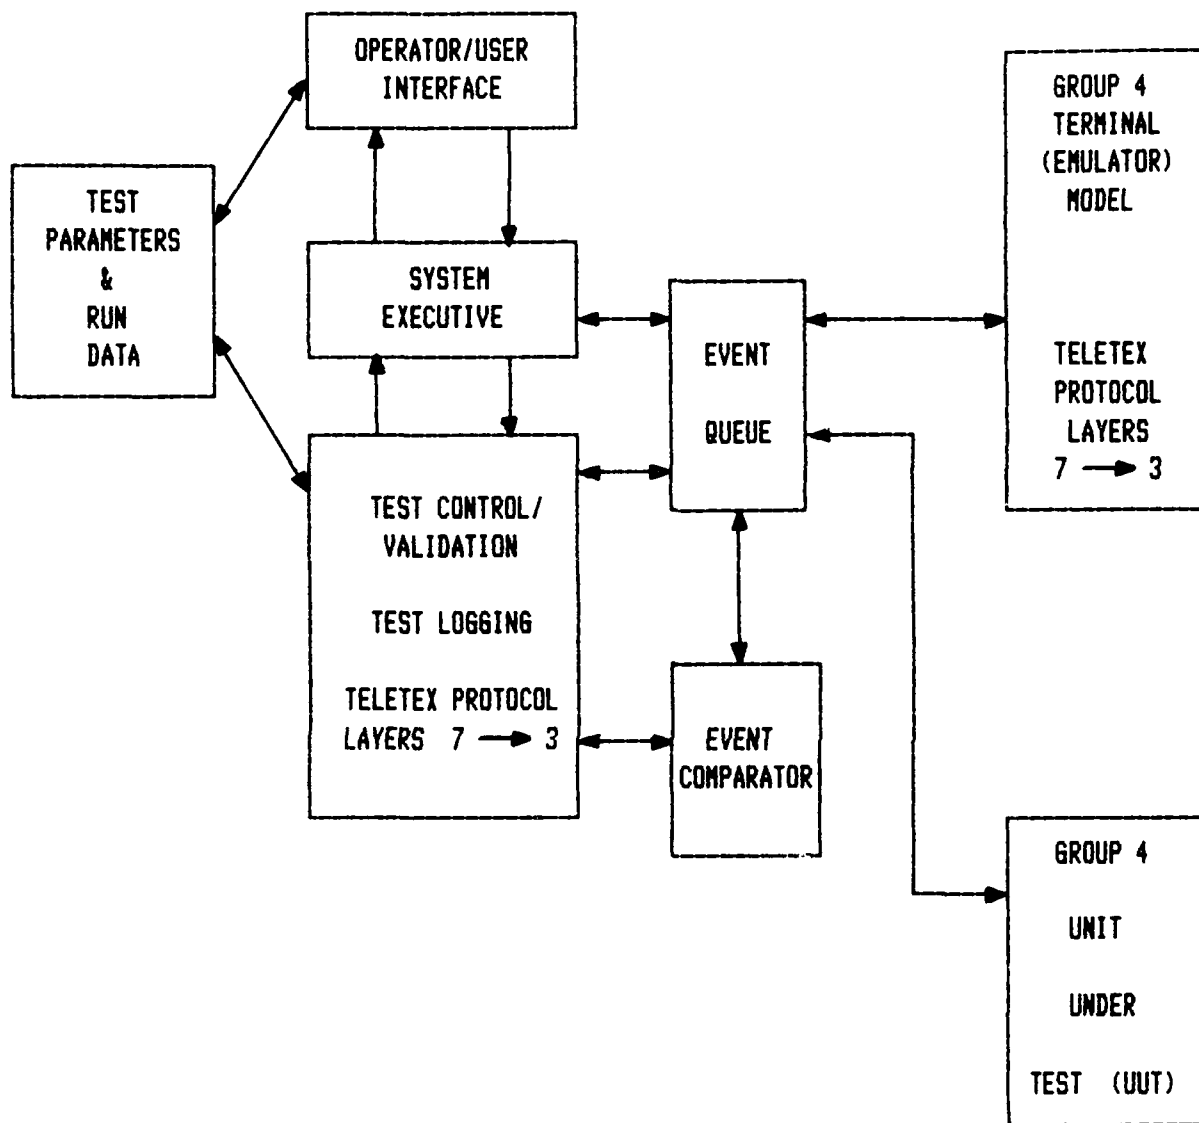 OPERATOR/USER
INTERFACE
TEST
PARAMETERS
&
RUN
DATA
SYSTEM
EXECUTIVE
TEST CONTROL/
VALIDATION
TEST LOGGING
TELETEX PROTOCOL
LAYERS 7 → 3
EVENT
QUEUE
EVENT
COMPARATOR
GROUP 4
TERMINAL
(EMULATOR)
MODEL
TELETEX
PROTOCOL
LAYERS
7 → 3
GROUP 4
UNIT
UNDER
TEST (UUT)